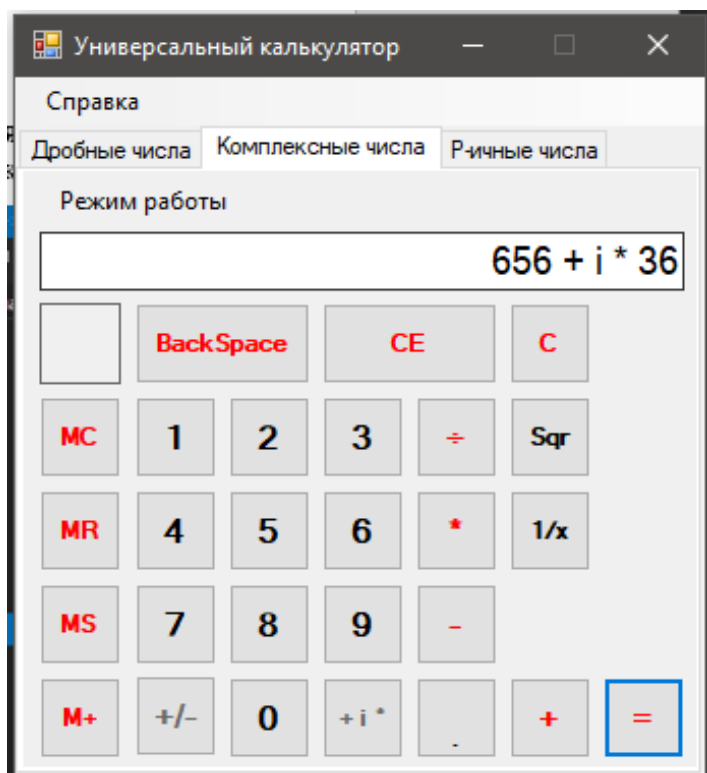 Универсальный калькулятор
Справка
Дробные числа Комплексные числа P-ичные числа
Режим работы
656 + i * 36
BackSpace CE C
MC 1 2 3 ÷ Sqr
MR 4 5 6 * 1/x
MS 7 8 9 -
M+ +/- 0 + i * . + =